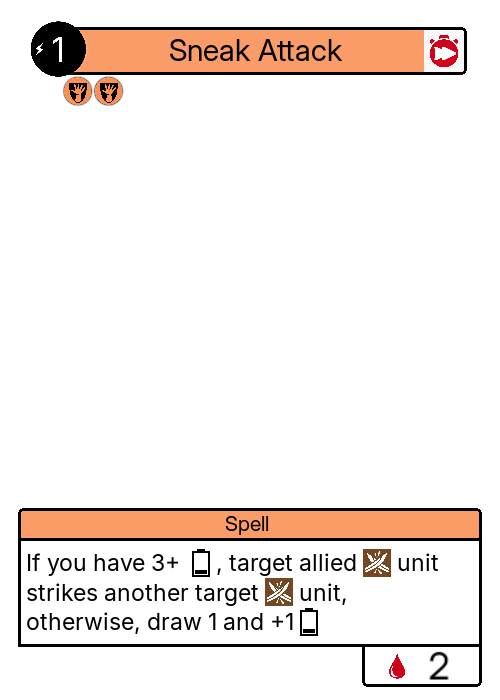 1 Sneak Attack
Spell
If you have 3+ , target allied unit
strikes another target unit,
otherwise, draw 1 and +1
2